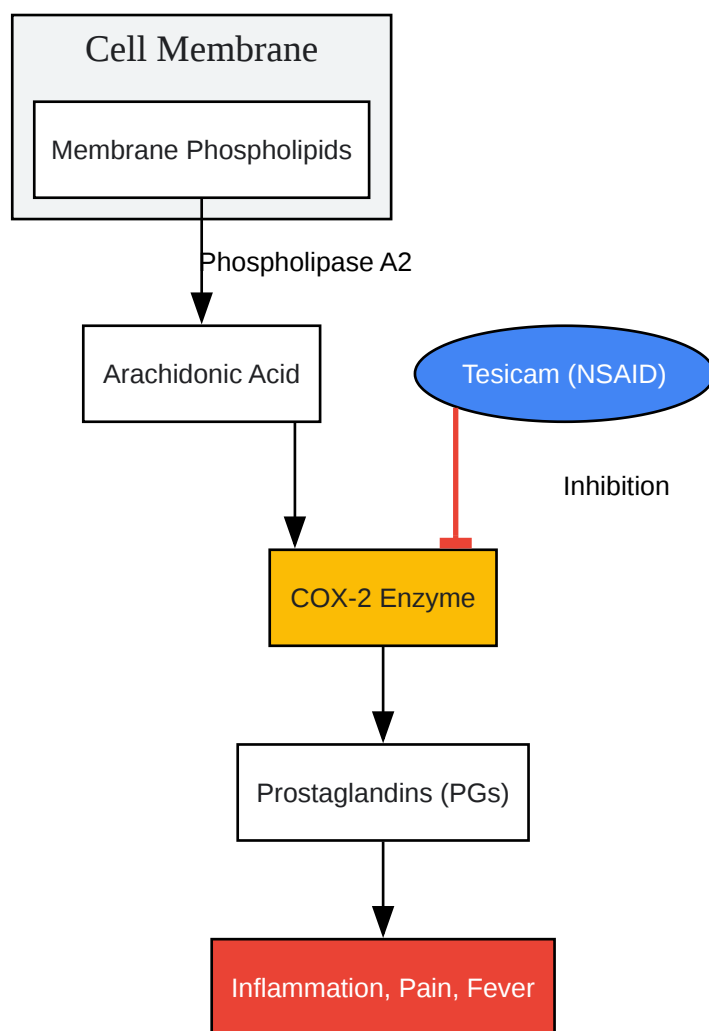 Cell Membrane
Membrane Phospholipids
Phospholipase A2
Arachidonic Acid
Tesicam (NSAID)
Inhibition
COX-2 Enzyme
Prostaglandins (PGs)
Inflammation, Pain, Fever